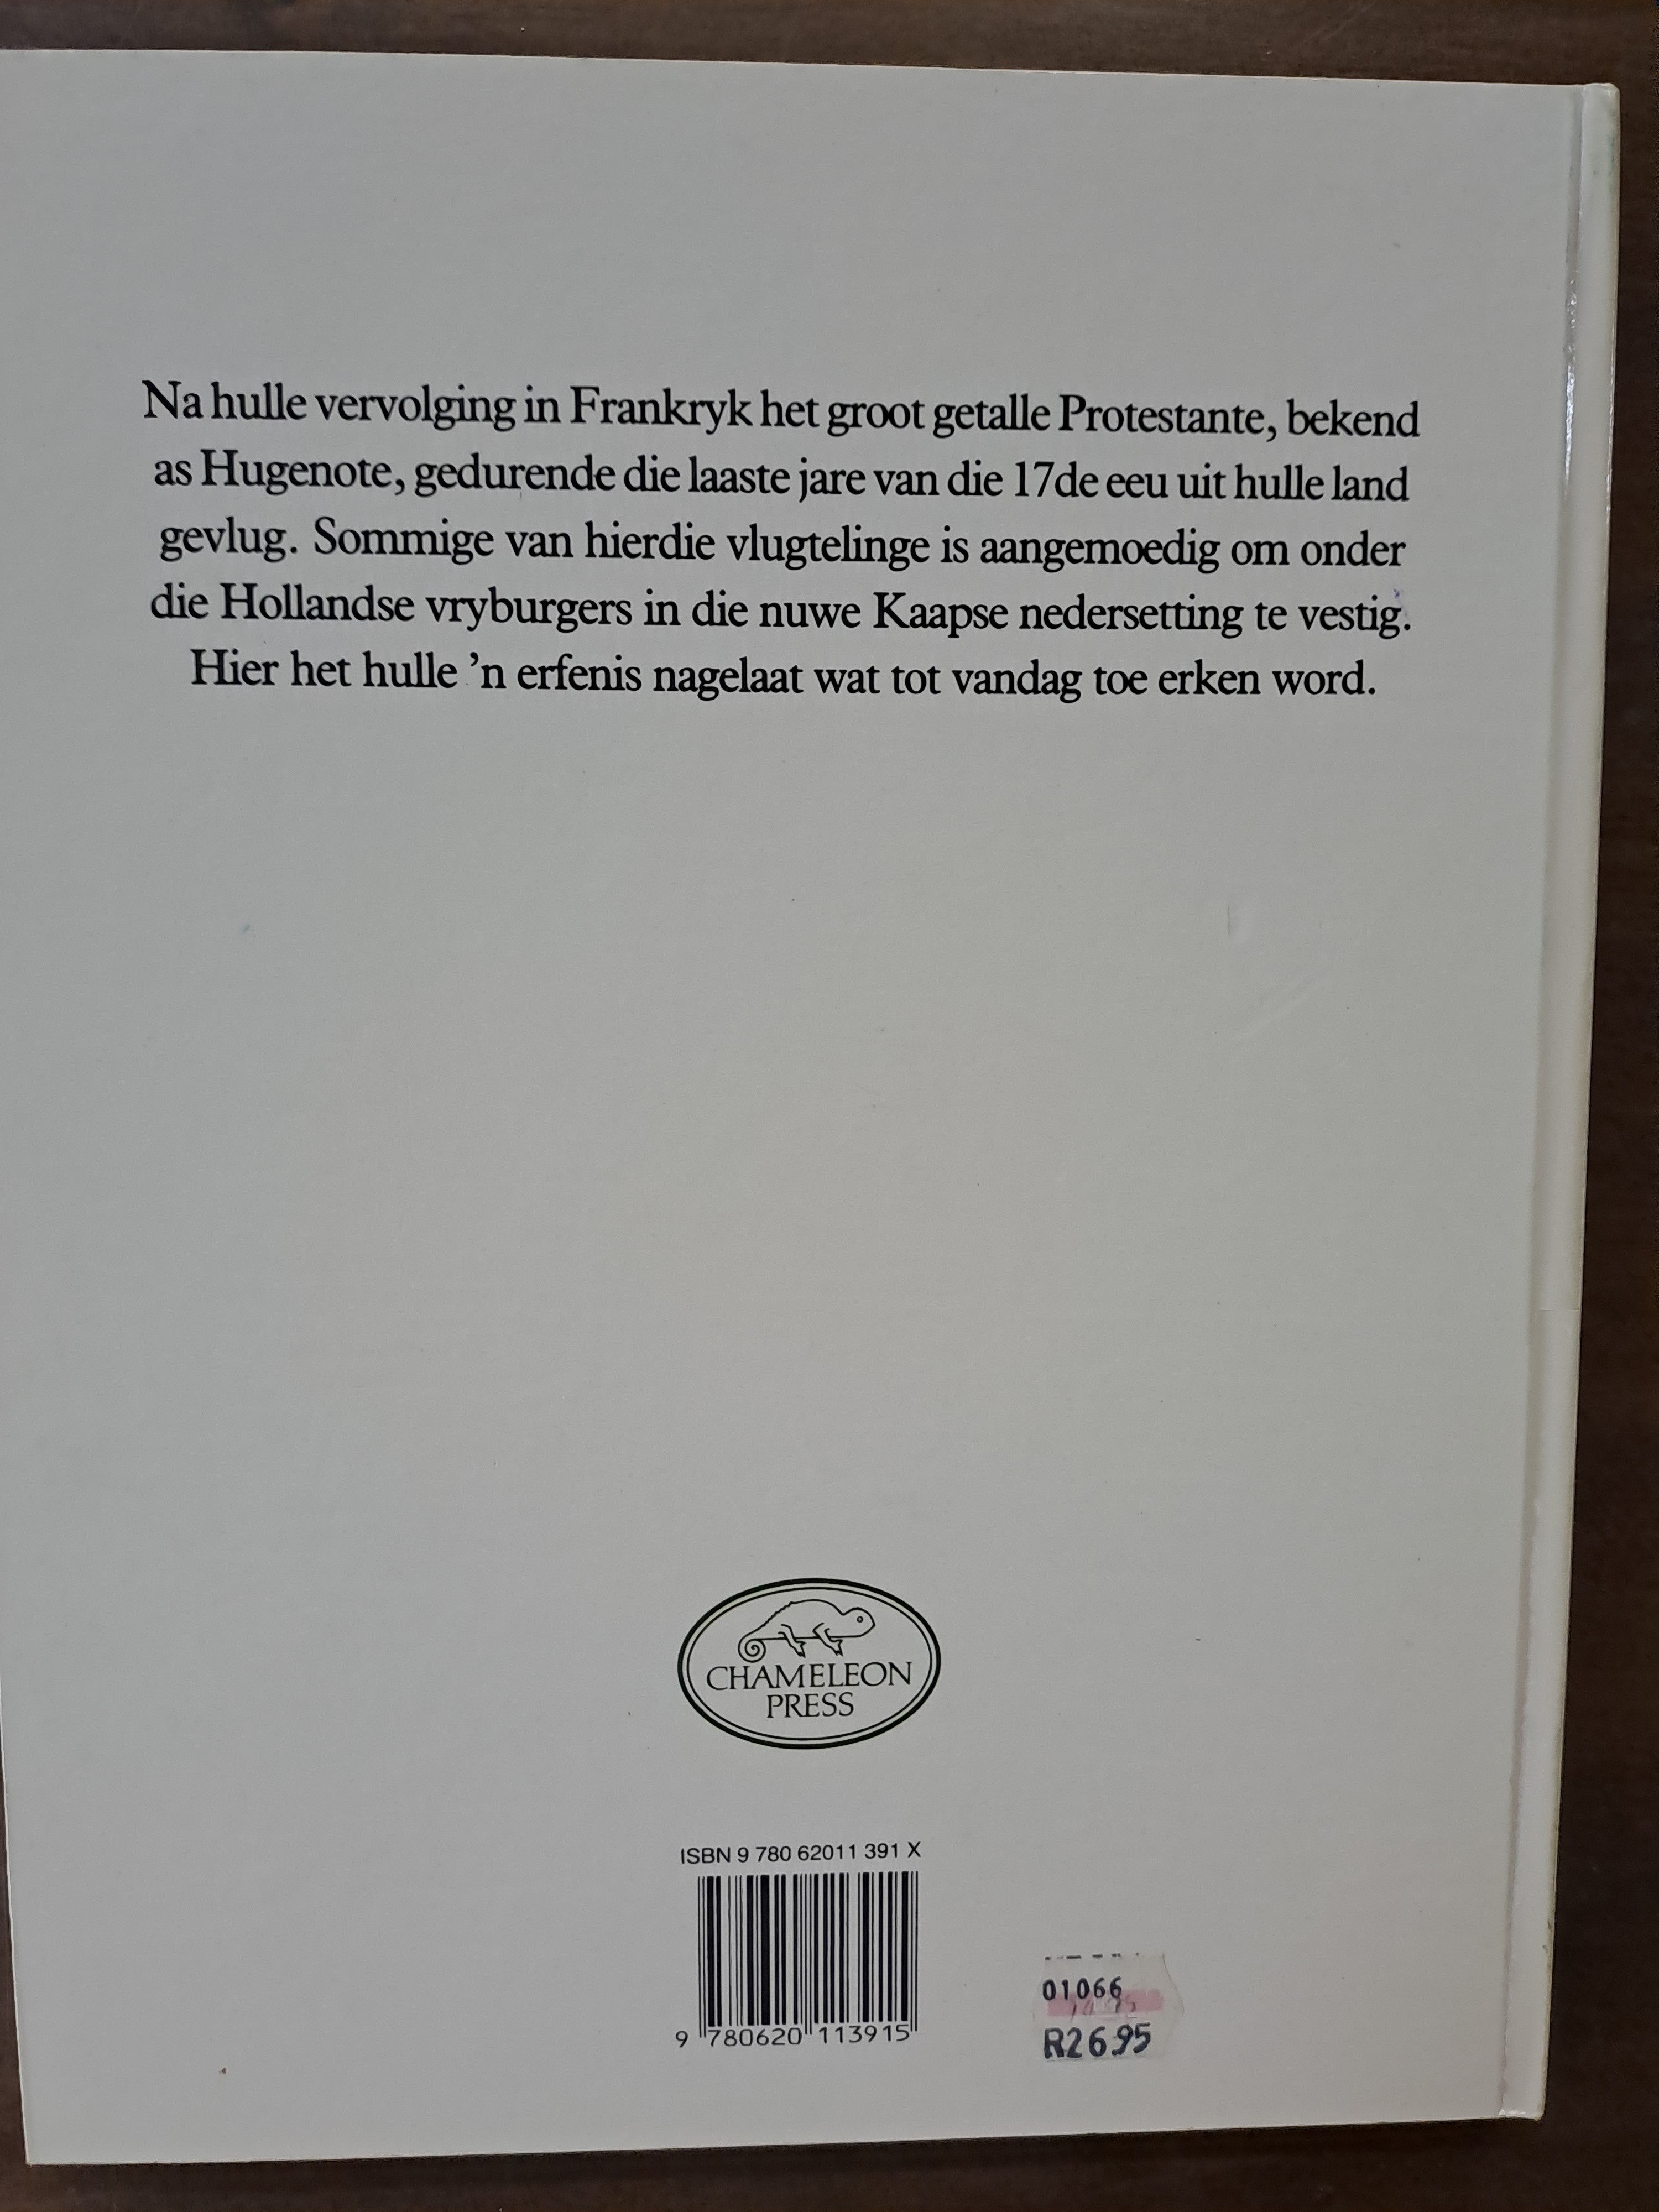 Na hulle vervolging in Frankryk het groot getalle Protestante, bekend
as Hugenote, gedurende die laaste jare van die 17de eeu uit hulle land
gevlug. Sommige van hierdie vlugtelinge is aangemoedig om onder
die Hollandse vryburgers in die nuwe Kaapse nedersetting te vestig.
Hier het hulle 'n erfenis nagelaat wat tot vandag toe erken word.
CHAMELEON
PRESS
ISBN 9 780 62011 391 X
9 780620 113915
01066
R26.95